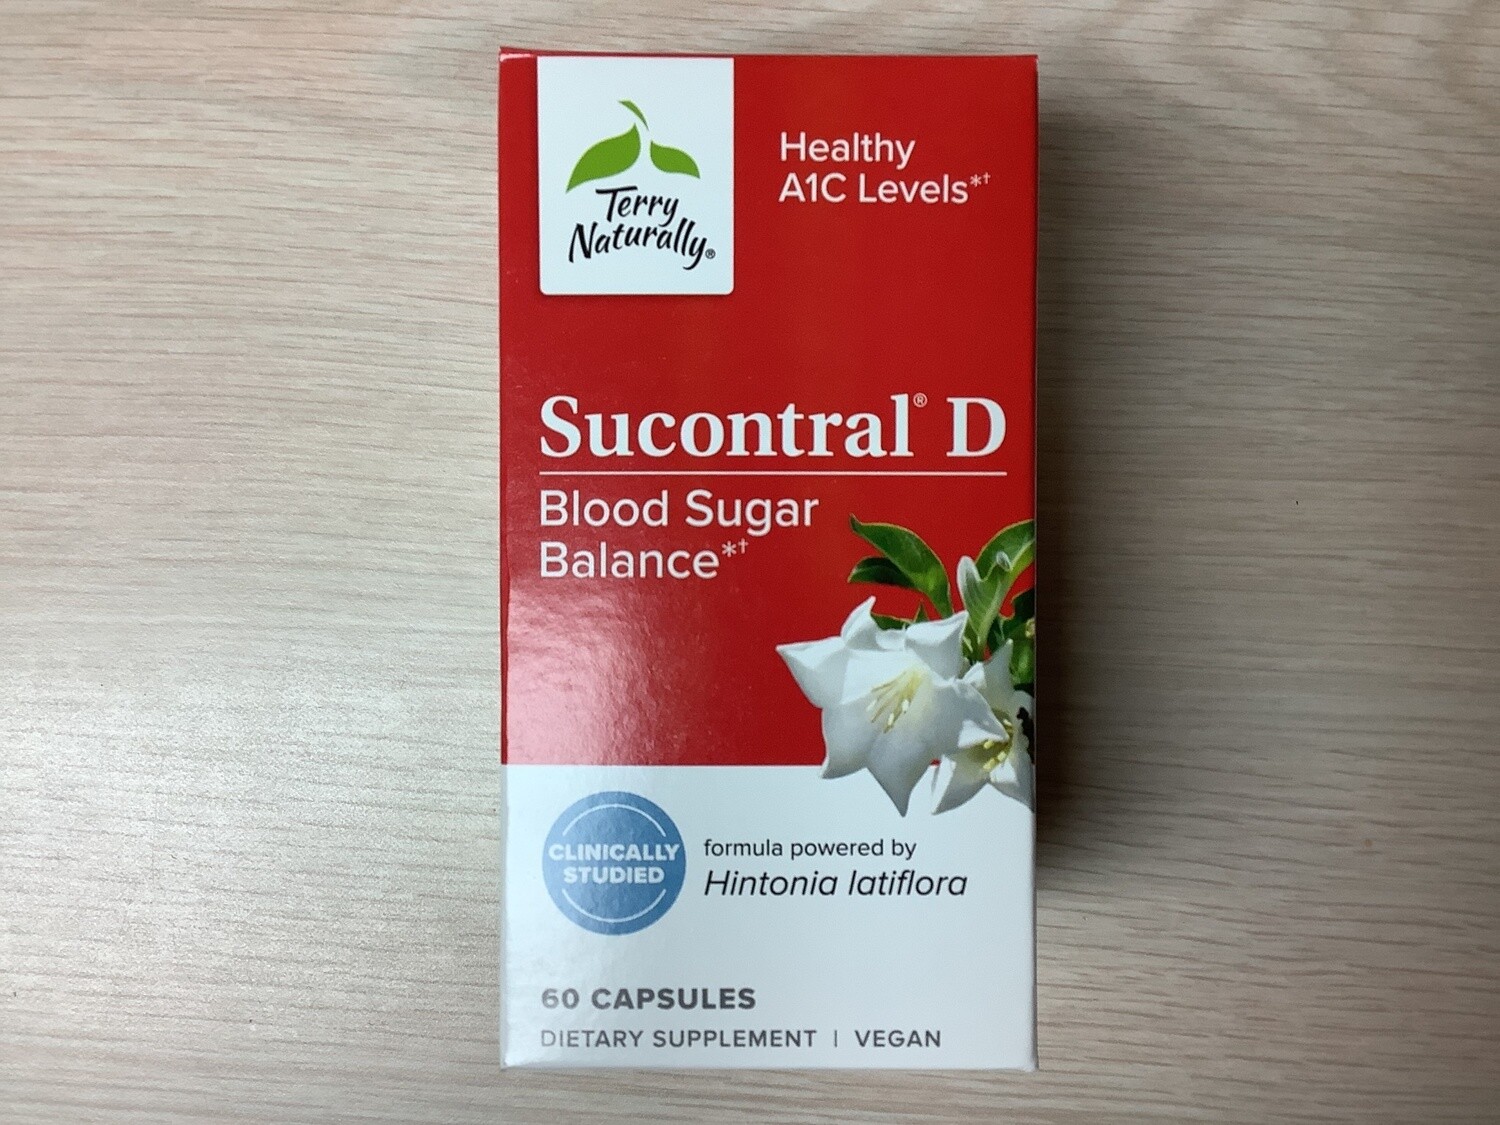 Terry
Naturally®
Healthy
A1C Levels*†
Sucontral® D
Blood Sugar
Balance*†
CLINICALLY
STUDIED
formula powered by
Hintonia latiflora
60 CAPSULES
DIETARY SUPPLEMENT | VEGAN